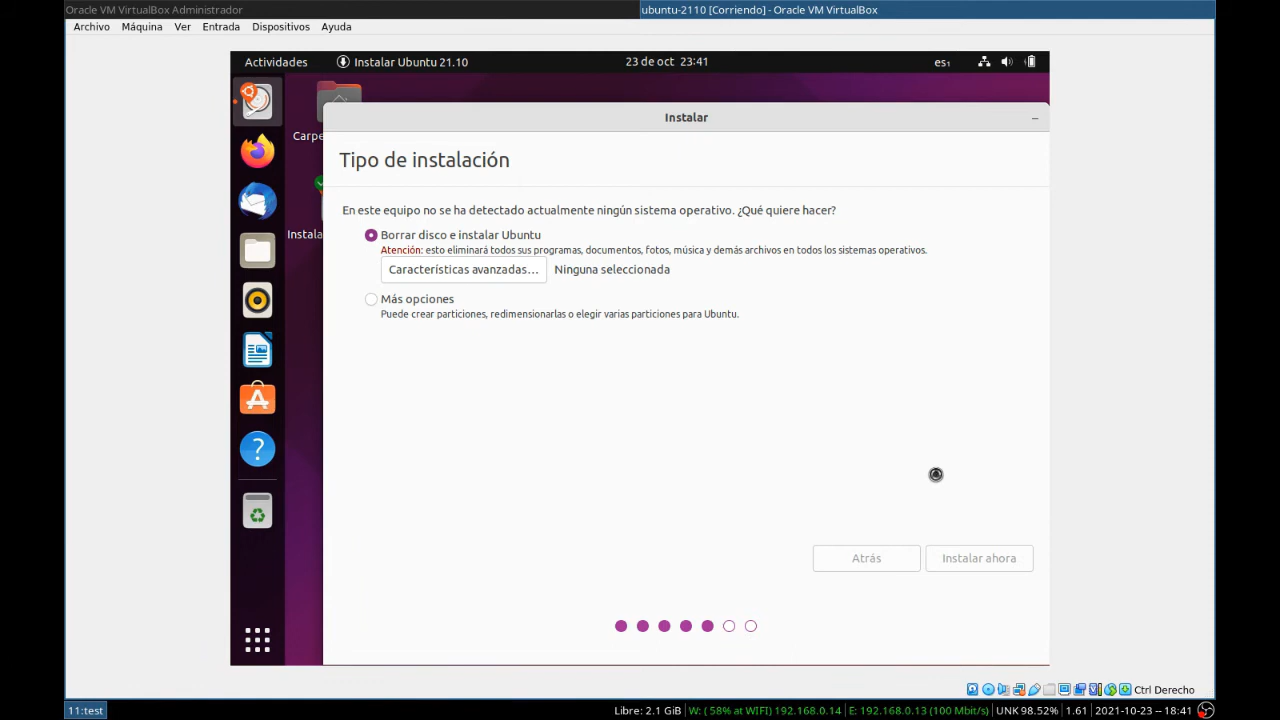 Oracle VM VirtualBox Administrador
ubuntu-2110 [Corriendo] - Oracle VM VirtualBox
Archivo Máquina Ver Entrada Dispositivos Ayuda
Actividades Instalar Ubuntu 21.10 23 de oct 23:41 es₁
Instalar
Carpe
Tipo de instalación
En este equipo no se ha detectado actualmente ningún sistema operativo. ¿Qué quiere hacer?
Instala
Borrar disco e instalar Ubuntu
Atención: esto eliminará todos sus programas, documentos, fotos, música y demás archivos en todos los sistemas operativos.
Características avanzadas... Ninguna seleccionada
Más opciones
Puede crear particiones, redimensionarlas o elegir varias particiones para Ubuntu.
Atrás Instalar ahora
Ctrl Derecho
11:test Libre: 2.1 GiB | W: ( 58% at WIFI) 192.168.0.14 | E: 192.168.0.13 (100 Mbit/s) | UNK 98.52% | 1.61 | 2021-10-23 -- 18:41